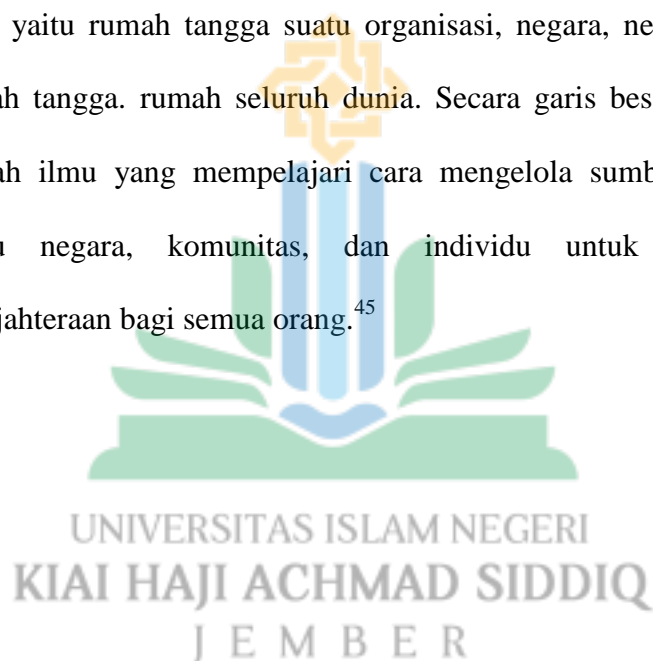 yaitu rumah tangga suatu organisasi, negara, ne
ah tangga. rumah seluruh dunia. Secara garis bes
ah ilmu yang mempelajari cara mengelola sumb
u negara, komunitas, dan individu untuk
jahteraan bagi semua orang.45
UNIVERSITAS ISLAM NEGERI
KIAI HAJI ACHMAD SIDDIQ
JEMBER